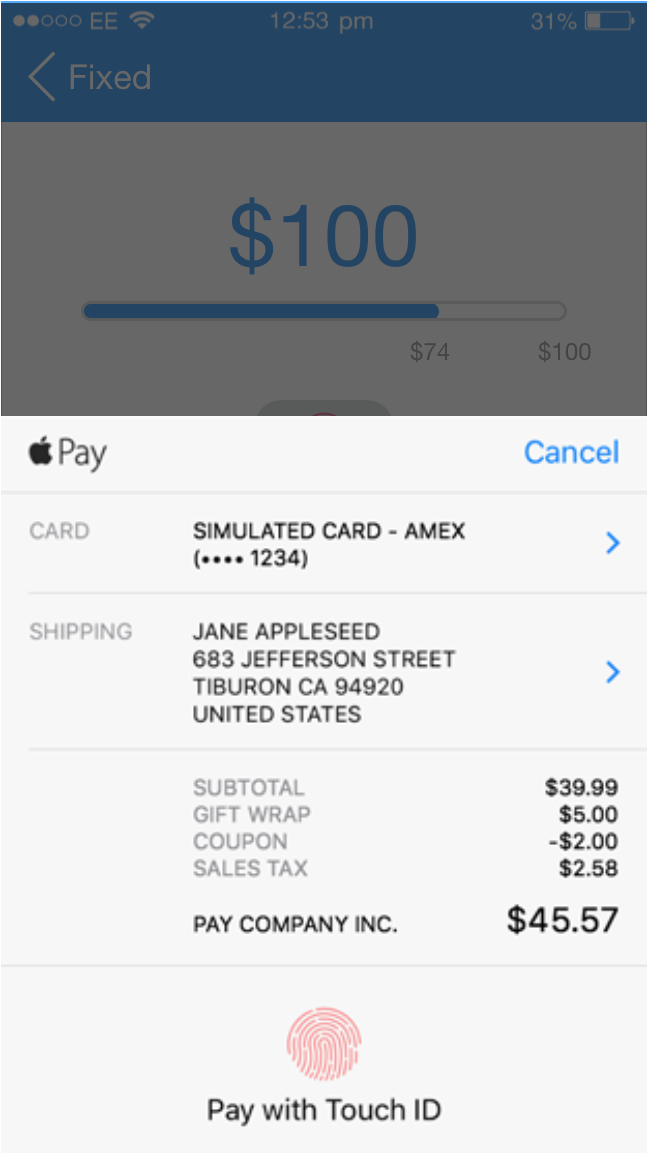 EE 12:53 pm 31%
Fixed
$100
$74 $100
Pay Cancel
CARD SIMULATED CARD - AMEX
(•••• 1234)
SHIPPING JANE APPLESEED
683 JEFFERSON STREET
TIBURON CA 94920
UNITED STATES
SUBTOTAL $39.99
GIFT WRAP $5.00
COUPON -$2.00
SALES TAX $2.58
PAY COMPANY INC. $45.57
Pay with Touch ID